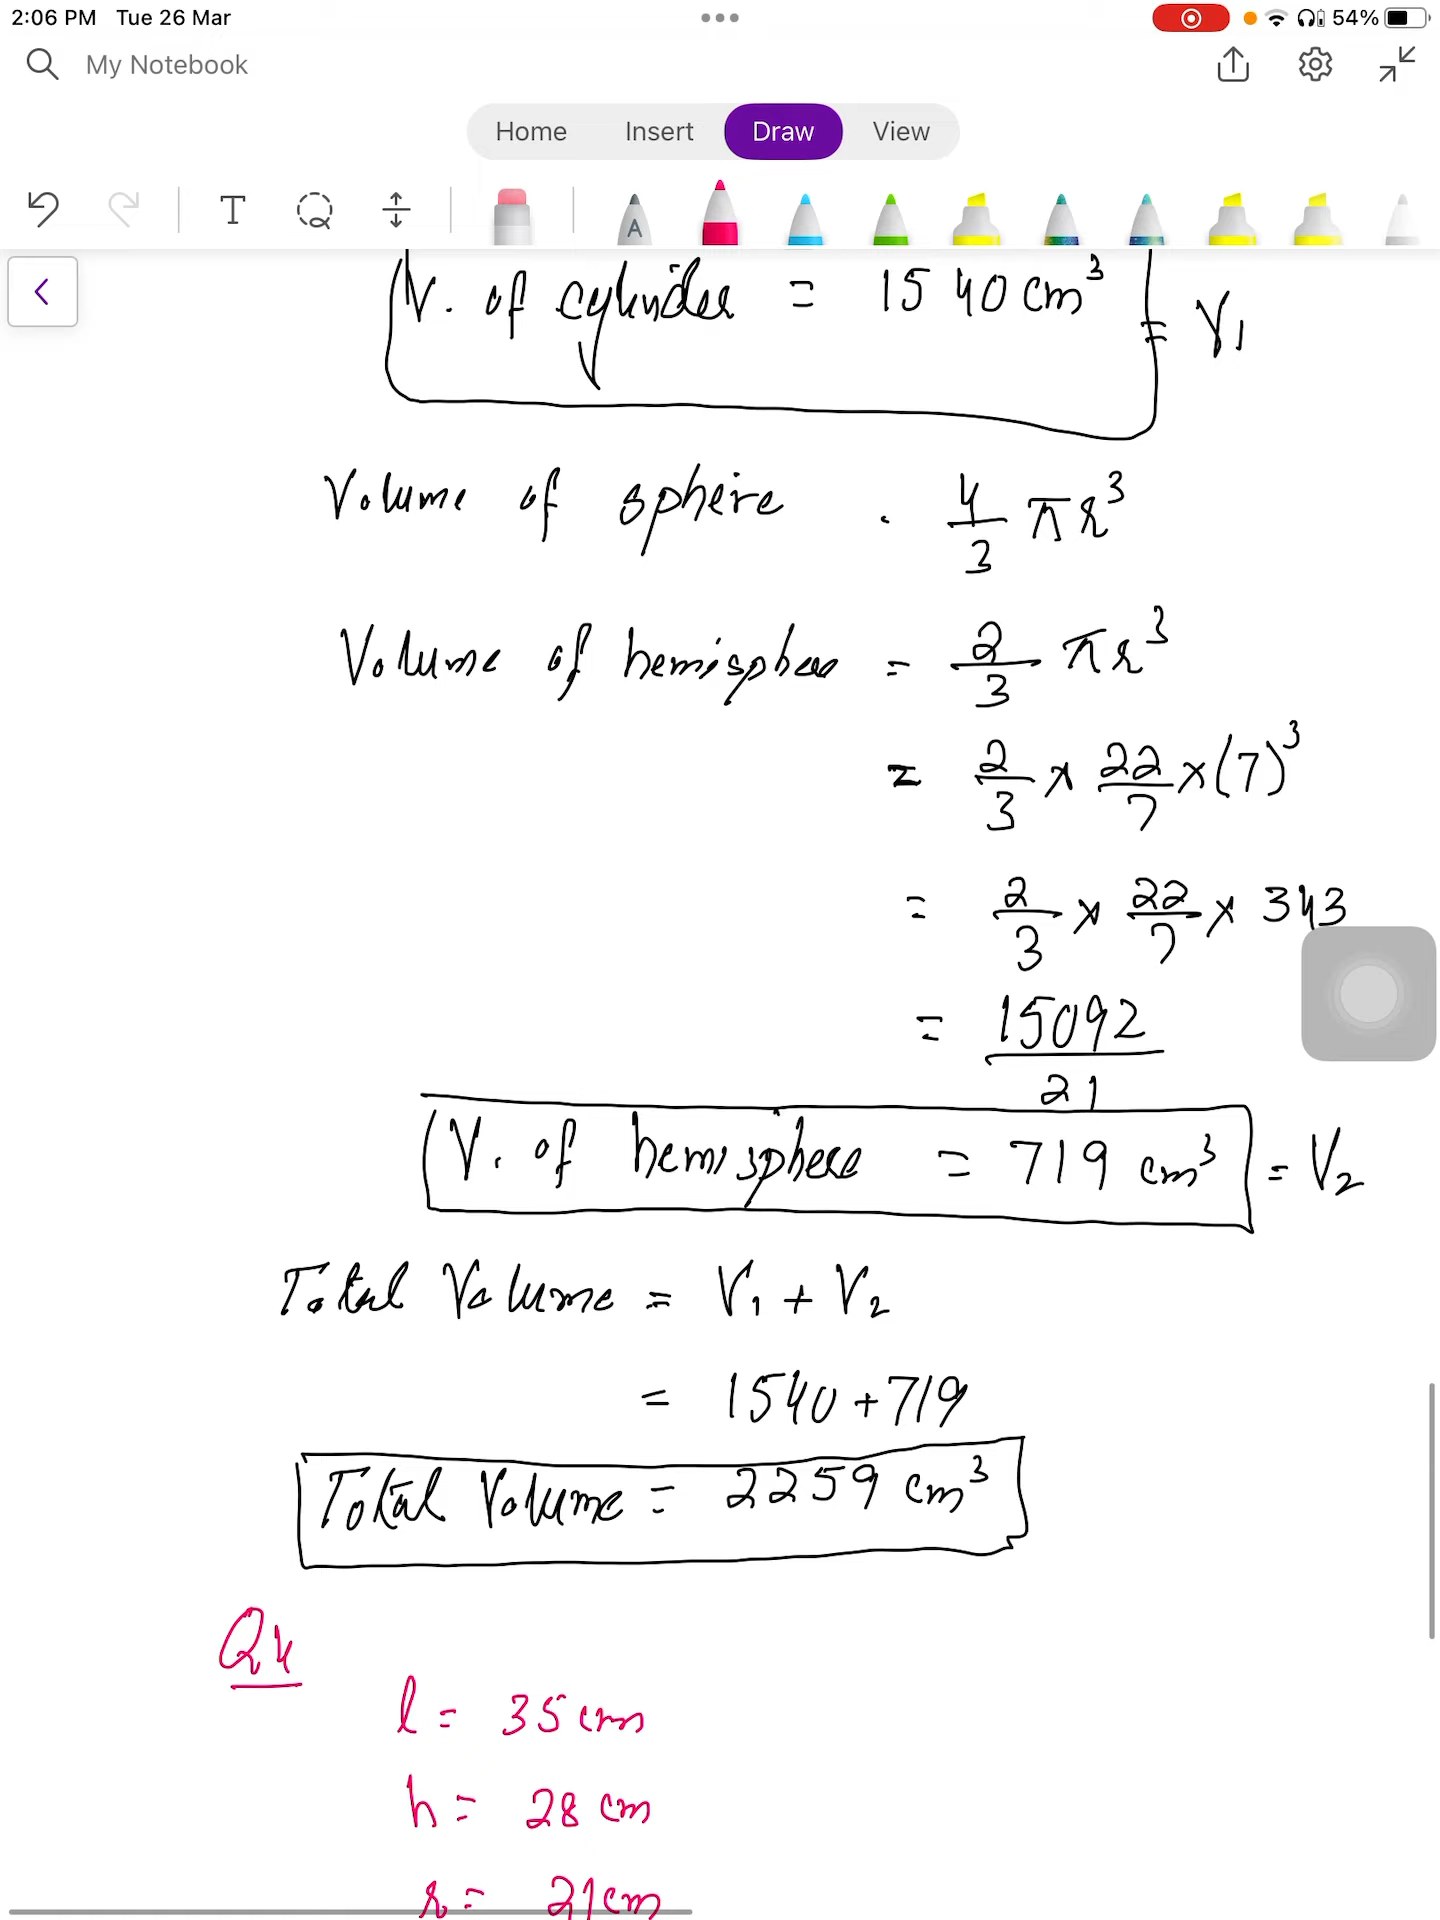 2:06 PM Tue 26 Mar
54%
My Notebook
Home Insert Draw View
T
A
V. of cylinder = 1540 cm³ = V₁
Volume of sphere . 4/3 πr³
Volume of hemisphere = 2/3 πr³
= 2/3 × 22/7 × (7)³
= 2/3 × 22/7 × 343
= 15092/21
V. of hemisphere = 719 cm³ = V₂
Total Volume = V₁ + V₂
= 1540 + 719
Total Volume = 2259 cm³
Q4
l = 35 cm
h = 28 cm
r = 21 cm